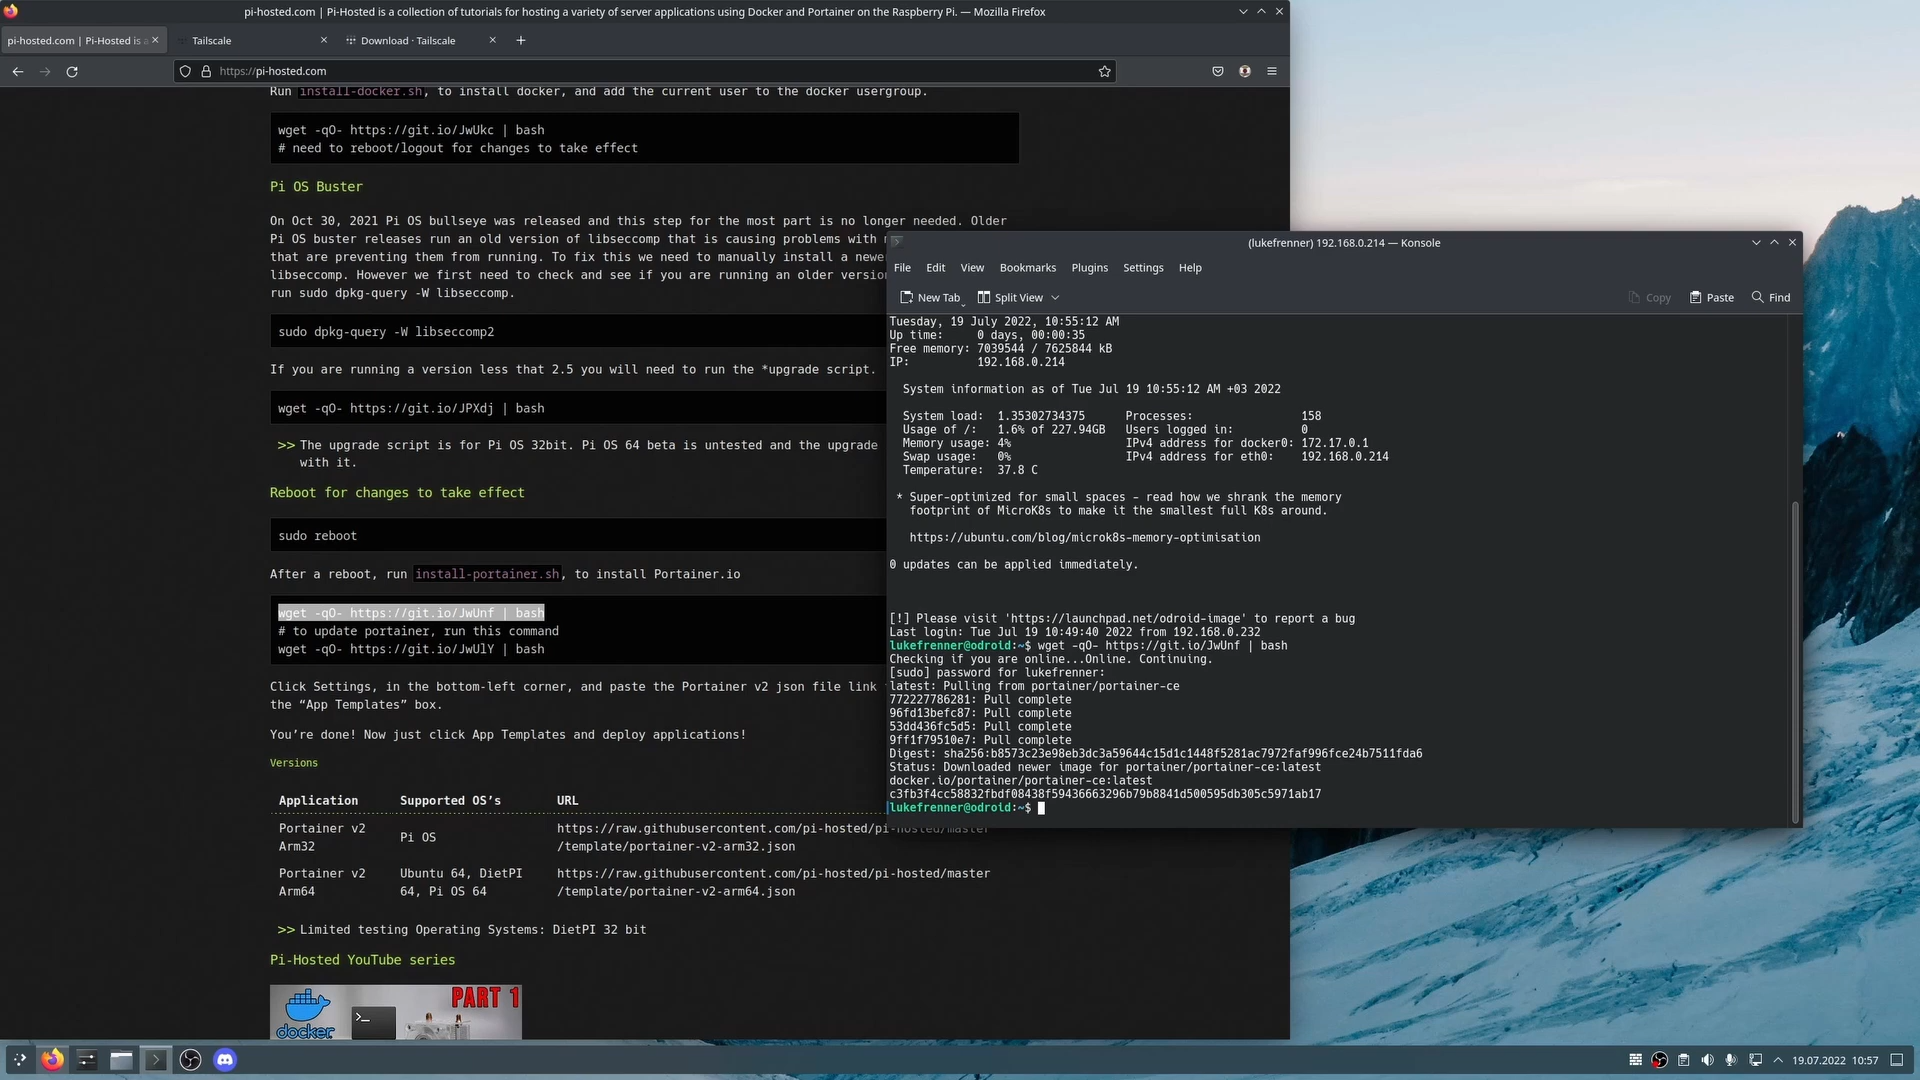 pi-hosted.com | Pi-Hosted is a collection of tutorials for hosting a variety of server applications using Docker and Portainer on the Raspberry Pi. — Mozilla Firefox
pi-hosted.com | Pi-Hosted is a
Tailscale
Download · Tailscale
https://pi-hosted.com
Run install-docker.sh, to install docker, and add the current user to the docker usergroup.
wget -qO- https://git.io/JwUkc | bash
# need to reboot/logout for changes to take effect
Pi OS Buster
On Oct 30, 2021 Pi OS bullseye was released and this step for the most part is no longer needed. Older
Pi OS buster releases run an old version of libseccomp that is causing problems with
that are preventing them from running. To fix this we need to manually install a newe
libseccomp. However we first need to check and see if you are running an older versio
run sudo dpkg-query -W libseccomp.
sudo dpkg-query -W libseccomp2
If you are running a version less that 2.5 you will need to run the *upgrade script.
wget -qO- https://git.io/JPXdj | bash
>> The upgrade script is for Pi OS 32bit. Pi OS 64 beta is untested and the upgrade
with it.
Reboot for changes to take effect
sudo reboot
After a reboot, run install-portainer.sh, to install Portainer.io
wget -qO- https://git.io/JwUnf | bash
# to update portainer, run this command
wget -qO- https://git.io/JwUlY | bash
Click Settings, in the bottom-left corner, and paste the Portainer v2 json file link
the “App Templates” box.
You’re done! Now just click App Templates and deploy applications!
Versions
Application Supported OS’s URL
Portainer v2 Arm32 Pi OS https://raw.githubusercontent.com/pi-hosted/pi-hosted/master
/template/portainer-v2-arm32.json
Portainer v2 Ubuntu 64, DietPI https://raw.githubusercontent.com/pi-hosted/pi-hosted/master
Arm64 64, Pi OS 64 /template/portainer-v2-arm64.json
>> Limited testing Operating Systems: DietPI 32 bit
Pi-Hosted YouTube series
PART 1
docker
>_
(lukefrenner) 192.168.0.214 — Konsole
File Edit View Bookmarks Plugins Settings Help
New Tab Split View Copy Paste Find
Tuesday, 19 July 2022, 10:55:12 AM
Up time: 0 days, 00:00:35
Free memory: 7039544 / 7625844 kB
IP: 192.168.0.214
System information as of Tue Jul 19 10:55:12 AM +03 2022
System load: 1.35302734375 Processes: 158
Usage of /: 1.6% of 227.94GB Users logged in: 0
Memory usage: 4% IPv4 address for docker0: 172.17.0.1
Swap usage: 0% IPv4 address for eth0: 192.168.0.214
Temperature: 37.8 C
* Super-optimized for small spaces - read how we shrank the memory
footprint of MicroK8s to make it the smallest full K8s around.
https://ubuntu.com/blog/microk8s-memory-optimisation
0 updates can be applied immediately.
[!] Please visit 'https://launchpad.net/odroid-image' to report a bug
Last login: Tue Jul 19 10:49:40 2022 from 192.168.0.232
lukefrenner@odroid:~$ wget -qO- https://git.io/JwUnf | bash
Checking if you are online...Online. Continuing.
[sudo] password for lukefrenner:
latest: Pulling from portainer/portainer-ce
772227786281: Pull complete
96fd13befc87: Pull complete
53dd436fc5d5: Pull complete
9ff1f79510e7: Pull complete
Digest: sha256:b8573c23e98eb3dc3a59644c15d1c1448f5281ac7972faf996fce24b7511fda6
Status: Downloaded newer image for portainer/portainer-ce:latest
docker.io/portainer/portainer-ce:latest
c3fb3f4cc58832fbdf08438f59436663296b79b8841d500595db305c5971ab17
lukefrenner@odroid:~$
19.07.2022 10:57